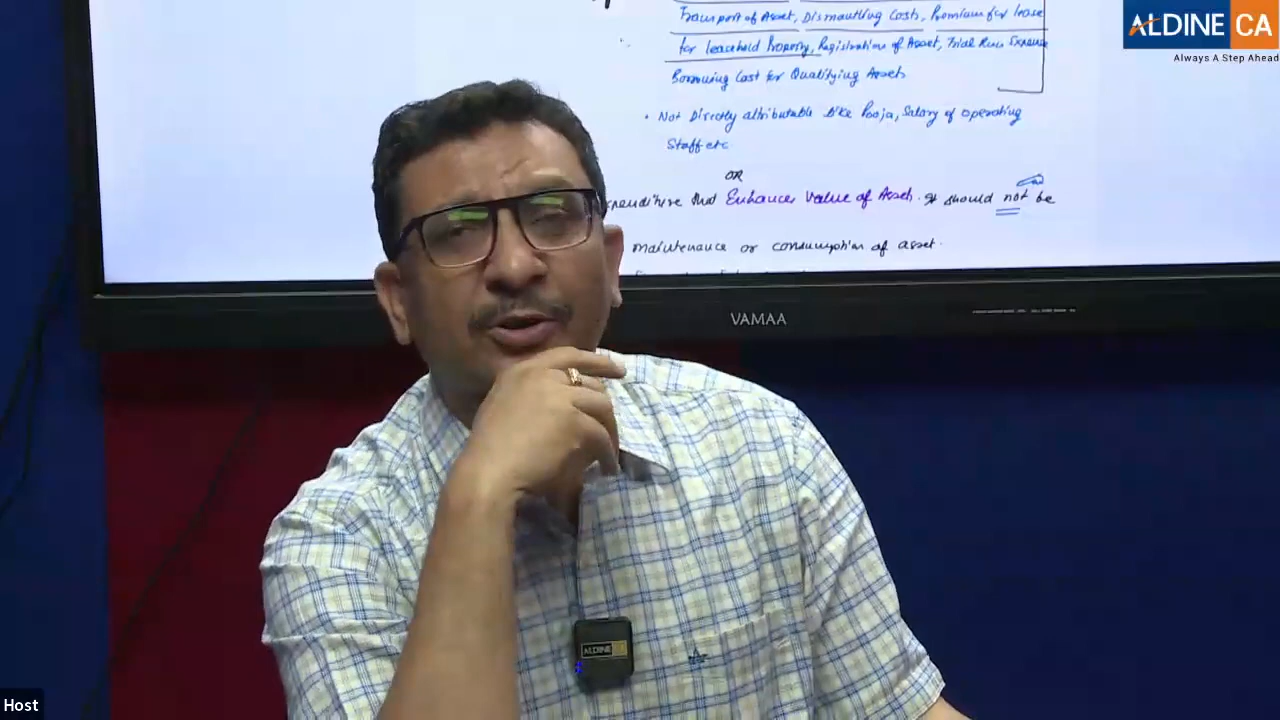 Transport of Asset, Dismantling Costs, Premium for lease
for leasehold Property, Registration of Asset, Trial Run Expense
Borrowing Cost for Qualifying Assets
• Not Directly attributable like Pooja, Salary of Operating
Staff etc
OR
that Enhances Value of Asset. It should not be
maintenance or consumption of asset.
VAMAA
ALDINE CA
Always A Step Ahead
ALDINE CA
Host